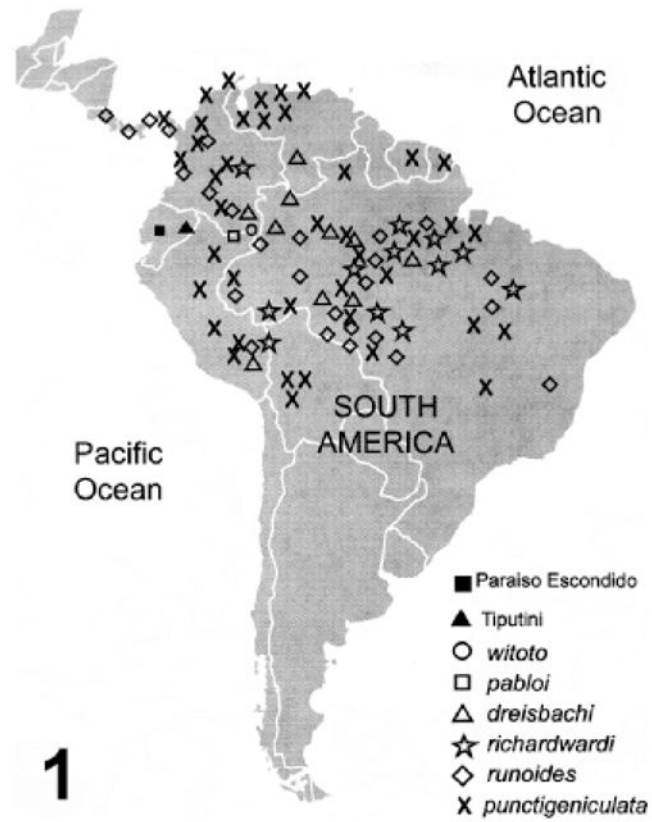 Atlantic
Ocean
SOUTH
AMERICA
Pacific
Ocean
Paraiso Escondido
Tiputini
witoto
pabloi
dreisbachi
richardwardi
runoides
punctigeniculata
1